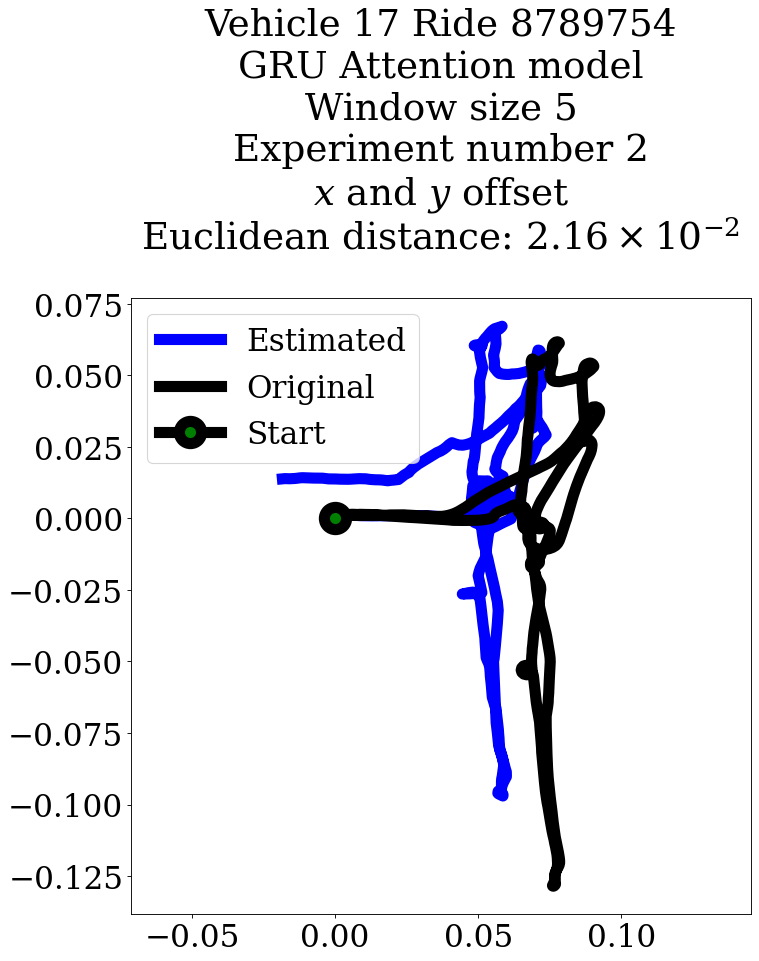 Vehicle 17 Ride 8789754
GRU Attention model
Window size 5
Experiment number 2
x and y offset
Euclidean distance: 2.16 × 10⁻²
Estimated
Original
Start
0.075
0.050
0.025
0.000
−0.025
−0.050
−0.075
−0.100
−0.125
−0.05
0.00
0.05
0.10